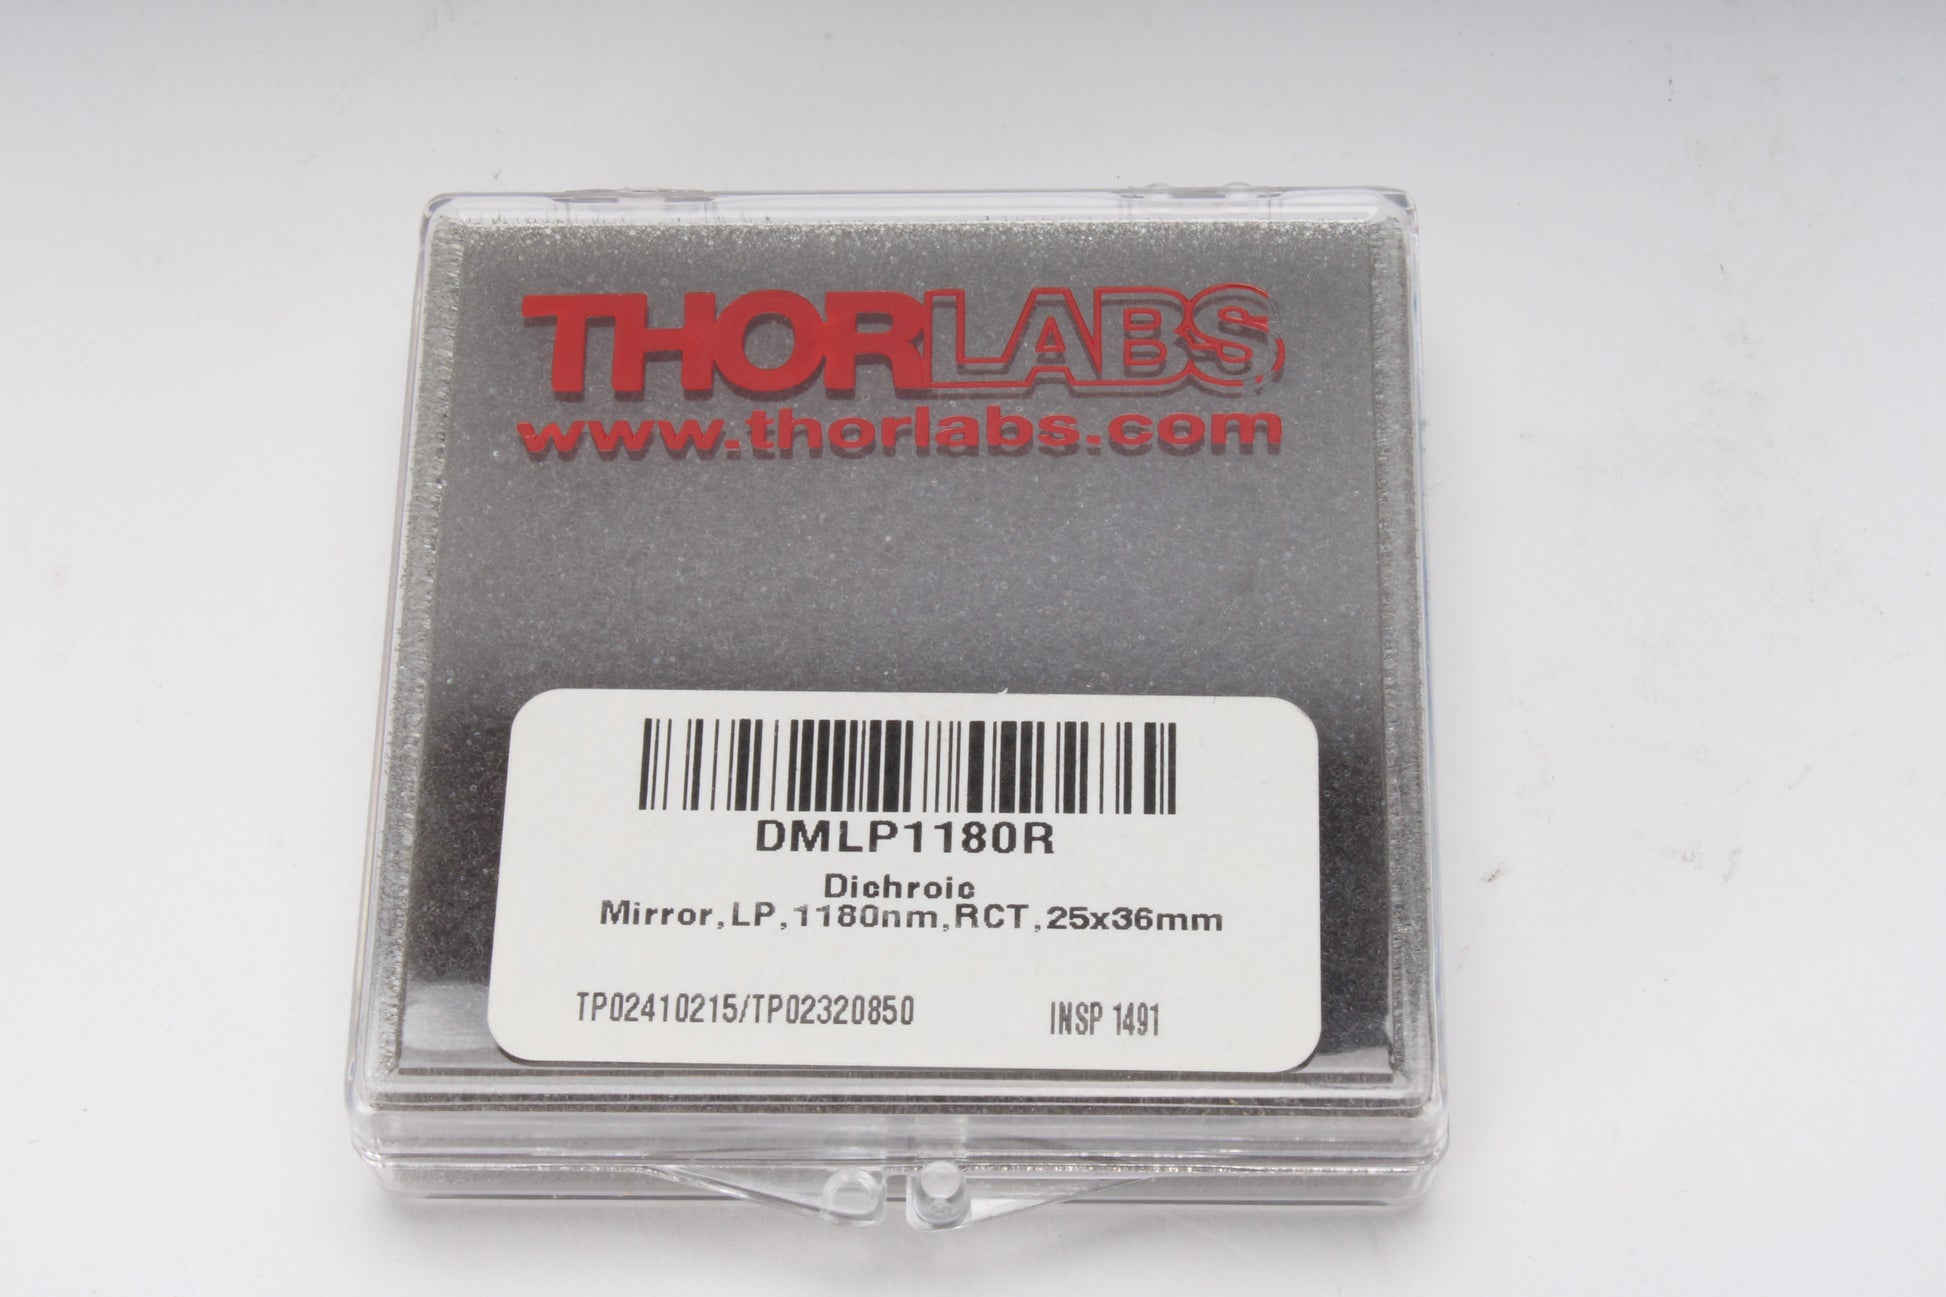 THORLABS
www.thorlabs.com
DMLP1180R
Dichroic
Mirror,LP,1180nm,RCT,25x36mm
TP02410215/TP02320850 INSP 1491